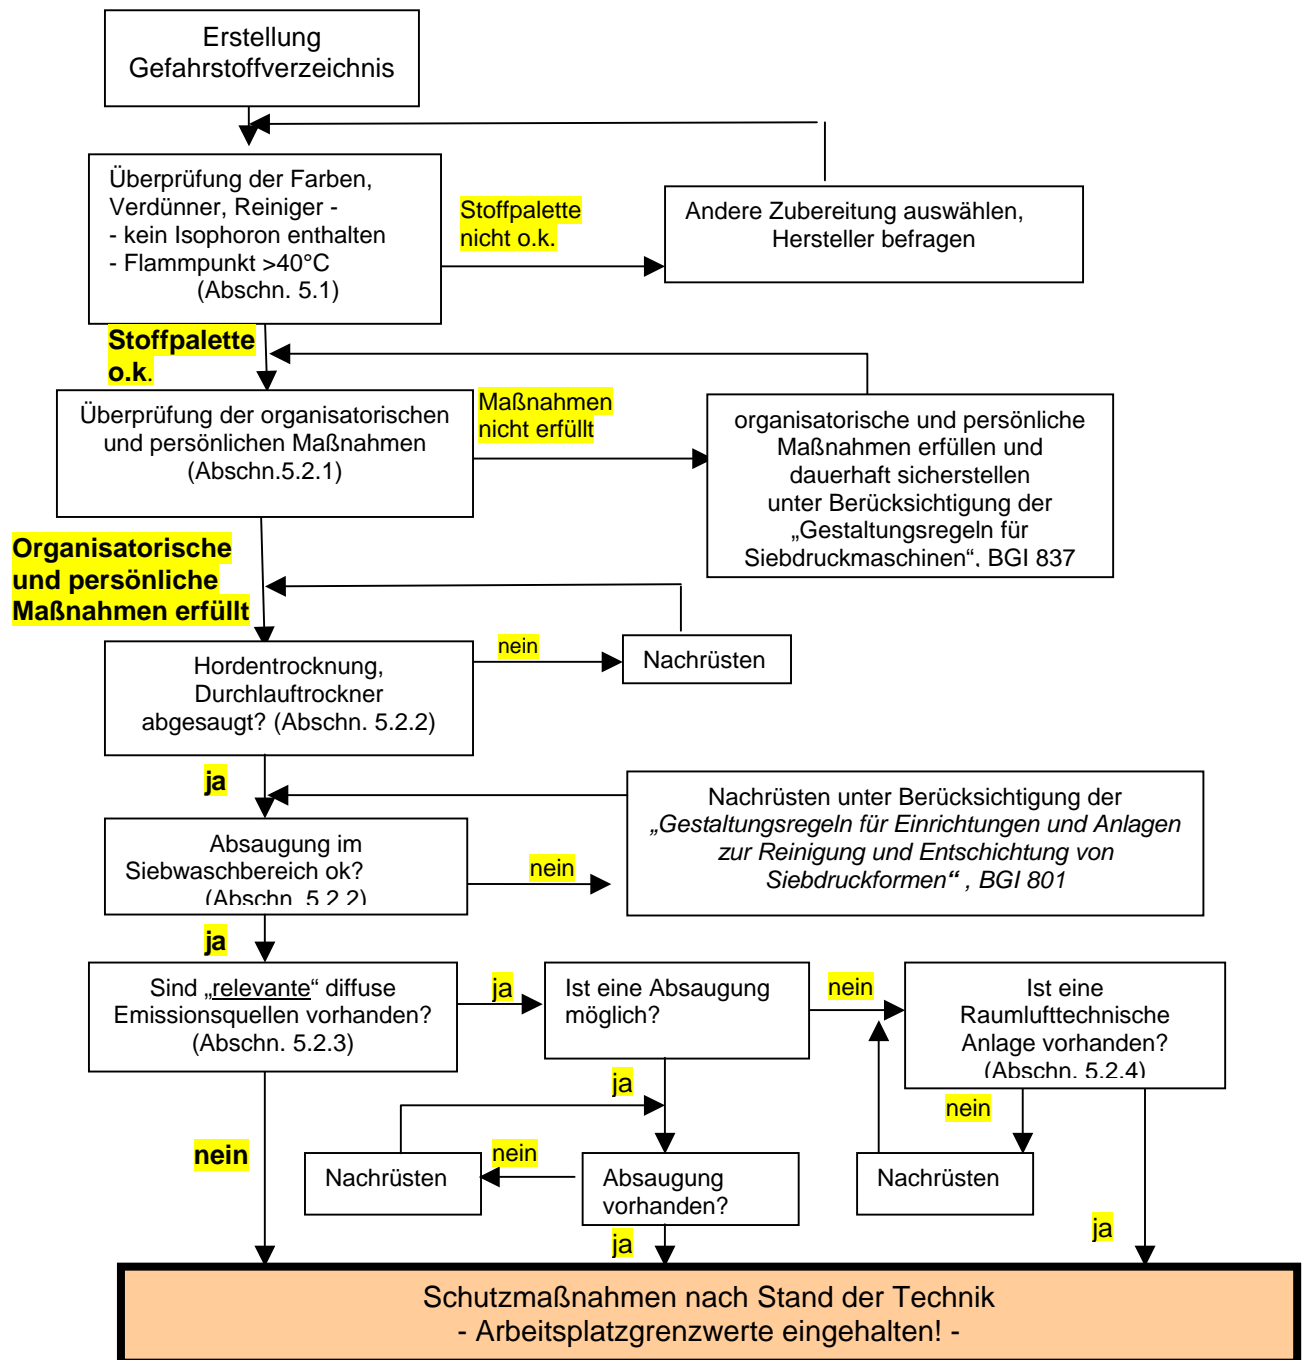 Erstellung
Gefahrstoffverzeichnis
Überprüfung der Farben,
Verdünner, Reiniger -
- kein Isophoron enthalten
- Flammpunkt >40°C
(Abschn. 5.1)
Stoffpalette
nicht o.k.
Andere Zubereitung auswählen,
Hersteller befragen
Stoffpalette
o.k.
Überprüfung der organisatorischen
und persönlichen Maßnahmen
(Abschn.5.2.1)
Maßnahmen
nicht erfüllt
organisatorische und persönliche
Maßnahmen erfüllen und
dauerhaft sicherstellen
unter Berücksichtigung der
„Gestaltungsregeln für
Siebdruckmaschinen“, BGI 837
Organisatorische
und persönliche
Maßnahmen erfüllt
Hordentrocknung,
Durchlauftrockner
abgesaugt? (Abschn. 5.2.2)
nein
Nachrüsten
ja
Absaugung im
Siebwaschbereich ok?
(Abschn. 5.2.2)
nein
Nachrüsten unter Berücksichtigung der
„Gestaltungsregeln für Einrichtungen und Anlagen
zur Reinigung und Entschichtung von
Siebdruckformen“ , BGI 801
ja
Sind „relevante“ diffuse
Emissionsquellen vorhanden?
(Abschn. 5.2.3)
ja
Ist eine Absaugung
möglich?
nein
Ist eine
Raumlufttechnische
Anlage vorhanden?
(Abschn. 5.2.4)
ja
nein
nein
Nachrüsten
nein
Absaugung
vorhanden?
Nachrüsten
ja
ja
Schutzmaßnahmen nach Stand der Technik
- Arbeitsplatzgrenzwerte eingehalten! -